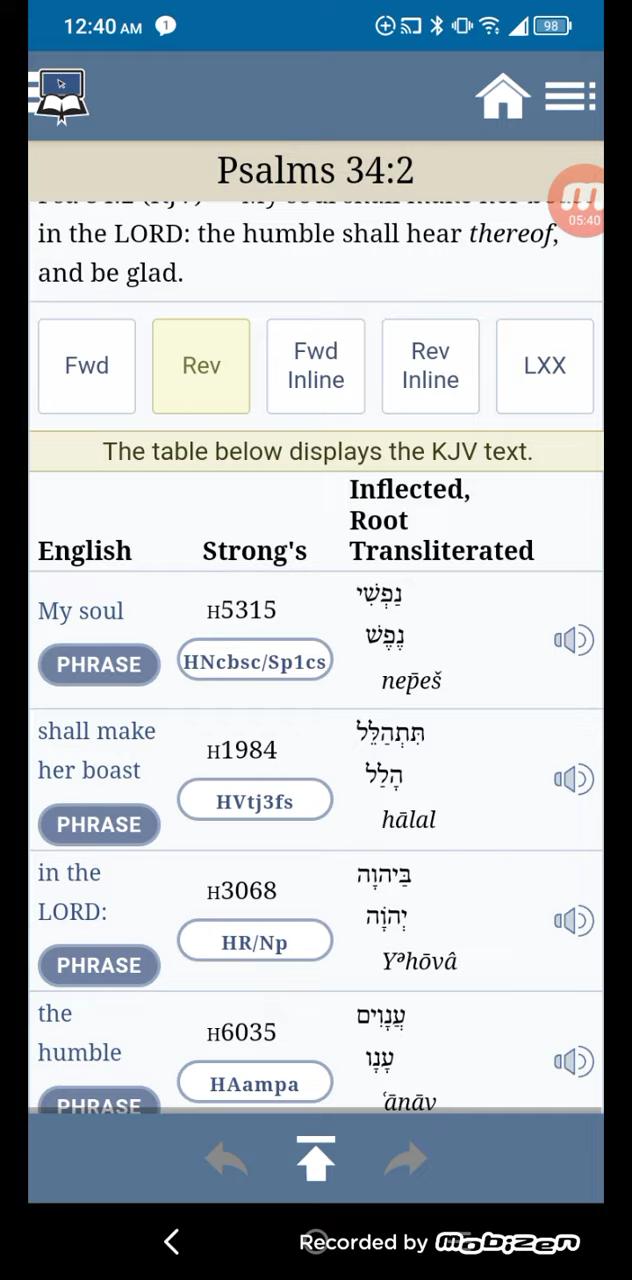 12:40 AM 1 98
Psalms 34:2
05:40
in the LORD: the humble shall hear thereof,
and be glad.
Fwd Rev Fwd Inline Rev Inline LXX
The table below displays the KJV text.
English Strong's Inflected, Root Transliterated
My soul H5315 נַפְשִׁי
PHRASE HNcbsc/Sp1cs נֶפֶשׁ
nep̄eš
shall make H1984 תִּתְהַלֵּל
her boast HVtj3fs הָלַל
PHRASE hālal
in the H3068 בַּיהוָה
LORD: HR/Np יְהֹוָה
PHRASE Yᵊhōvâ
the H6035 עֲנָוִים
humble HAampa עָנָו
PHRASE ʿānāv
Recorded by mobizen